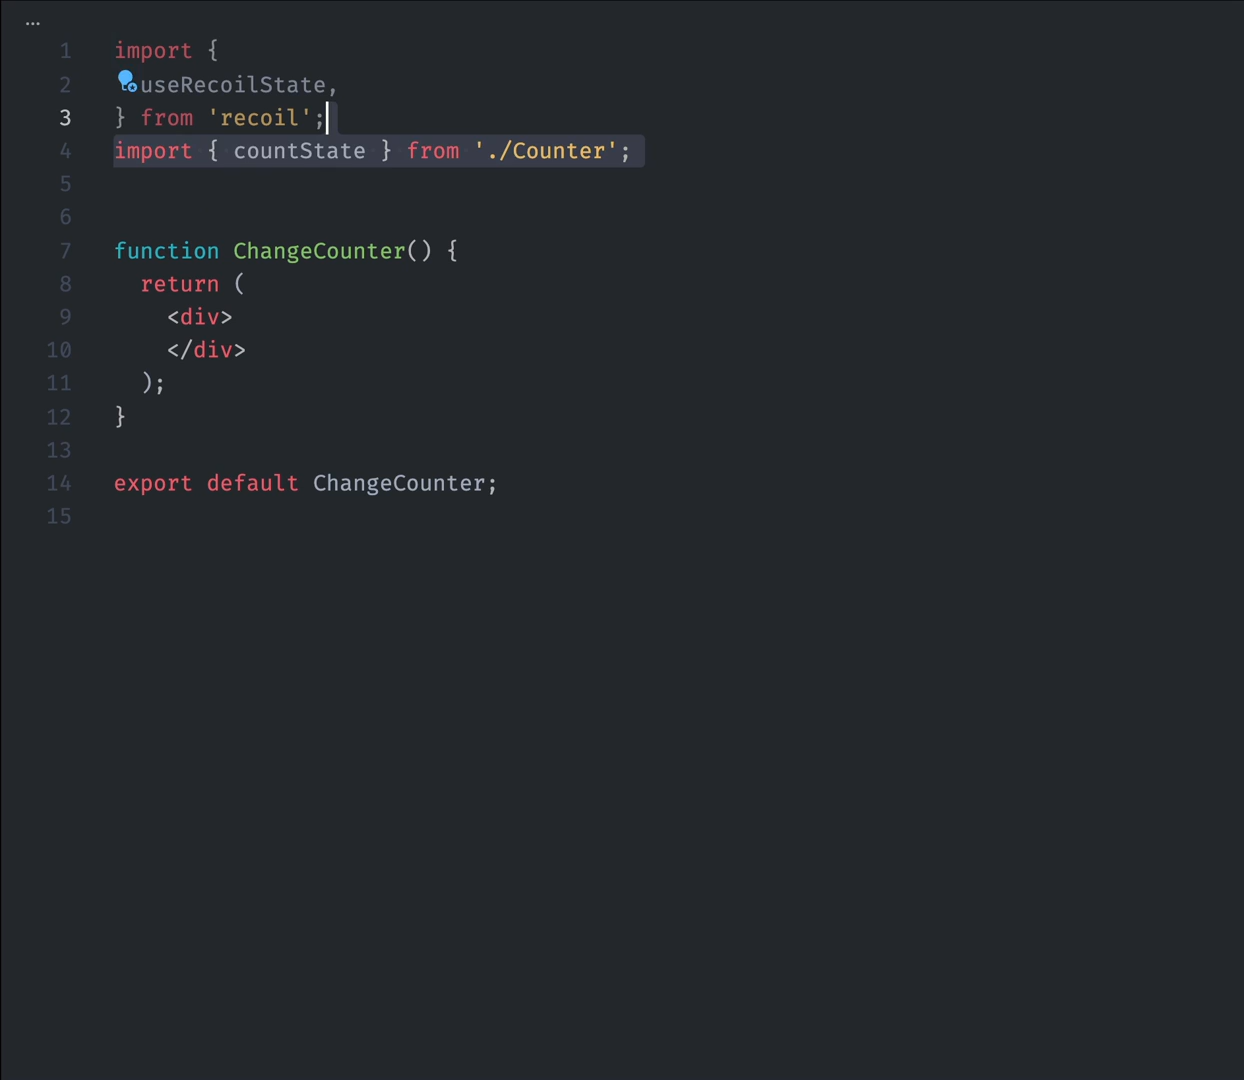 ...
1 import {
2 useRecoilState,
3 } from 'recoil';
4 import { countState } from './Counter';
5
6
7 function ChangeCounter() {
8 return (
9 <div>
10 </div>
11 );
12 }
13
14 export default ChangeCounter;
15